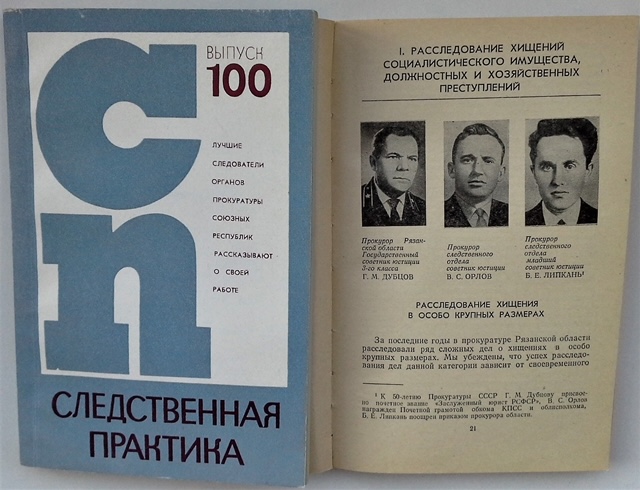 СП
ВЫПУСК
100
ЛУЧШИЕ
СЛЕДОВАТЕЛИ
ОРГАНОВ
ПРОКУРАТУРЫ
СОЮЗНЫХ
РЕСПУБЛИК
РАССКАЗЫВАЮТ
О СВОЕЙ
РАБОТЕ
СЛЕДСТВЕННАЯ
ПРАКТИКА
I. РАССЛЕДОВАНИЕ ХИЩЕНИЙ
СОЦИАЛИСТИЧЕСКОГО ИМУЩЕСТВА,
ДОЛЖНОСТНЫХ И ХОЗЯЙСТВЕННЫХ
ПРЕСТУПЛЕНИЙ
Прокурор Рязан-
ской области
Государственный
советник юстиции
3-го класса
Г. М. ДУБЦОВ
Прокурор
следственного
отдела
советник юстиции
В. С. ОРЛОВ
Прокурор
следственного
отдела
младший
советник юстиции
Б. Е. ЛИПКАНЬ¹
РАССЛЕДОВАНИЕ ХИЩЕНИЯ
В ОСОБО КРУПНЫХ РАЗМЕРАХ
За последние годы в прокуратуре Рязанской области
расследовали ряд сложных дел о хищениях в особо
крупных размерах. Мы убеждены, что успех расследо-
вания дел данной категории зависит от своевременного
¹ К 50-летию Прокуратуры СССР Г. М. Дубцову присвое-
но почетное звание «Заслуженный юрист РСФСР», В. С. Орлов
награжден Почетной грамотой обкома КПСС и облисполкома,
Б. Е. Липкань поощрен приказом прокурора области.
21